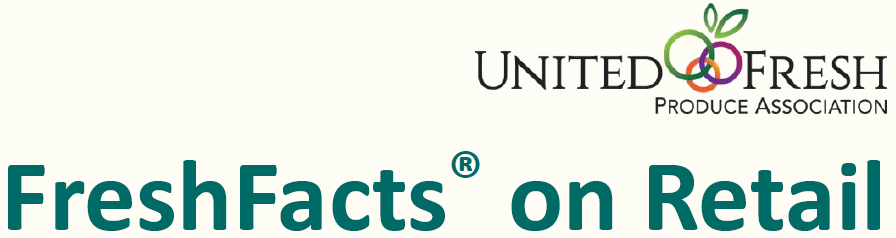 UNITED FRESH
PRODUCE ASSOCIATION
FreshFacts® on Retail